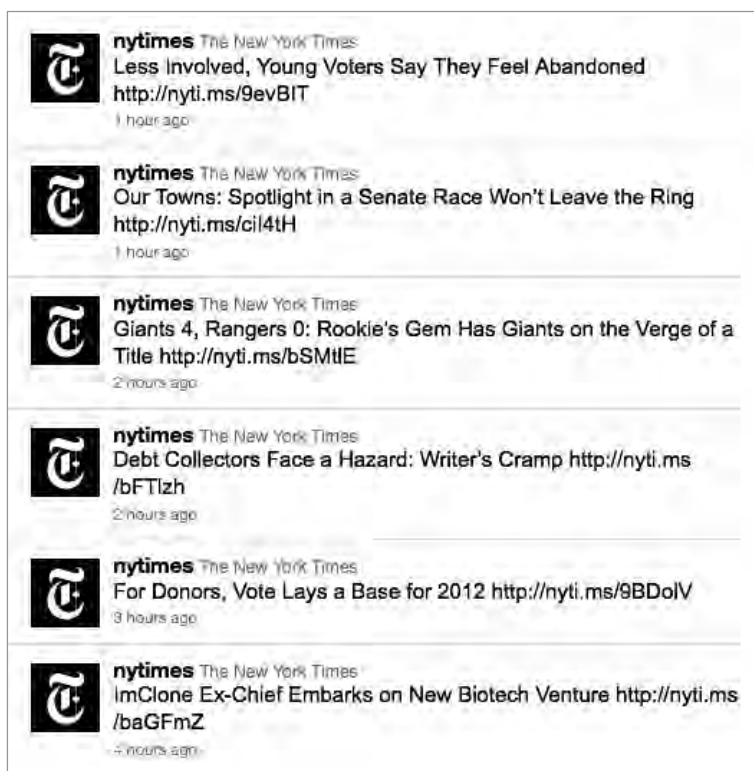 nytimes The New York Times
Less Involved, Young Voters Say They Feel Abandoned
http://nyti.ms/9evBIT
1 hour ago
nytimes The New York Times
Our Towns: Spotlight in a Senate Race Won't Leave the Ring
http://nyti.ms/cil4tH
1 hour ago
nytimes The New York Times
Giants 4, Rangers 0: Rookie's Gem Has Giants on the Verge of a
Title http://nyti.ms/bSMtlE
2 hours ago
nytimes The New York Times
Debt Collectors Face a Hazard: Writer's Cramp http://nyti.ms
/bFTlzh
2 hours ago
nytimes The New York Times
For Donors, Vote Lays a Base for 2012 http://nyti.ms/9BDolV
3 hours ago
nytimes The New York Times
ImClone Ex-Chief Embarks on New Biotech Venture http://nyti.ms
/baGFmZ
4 hours ago